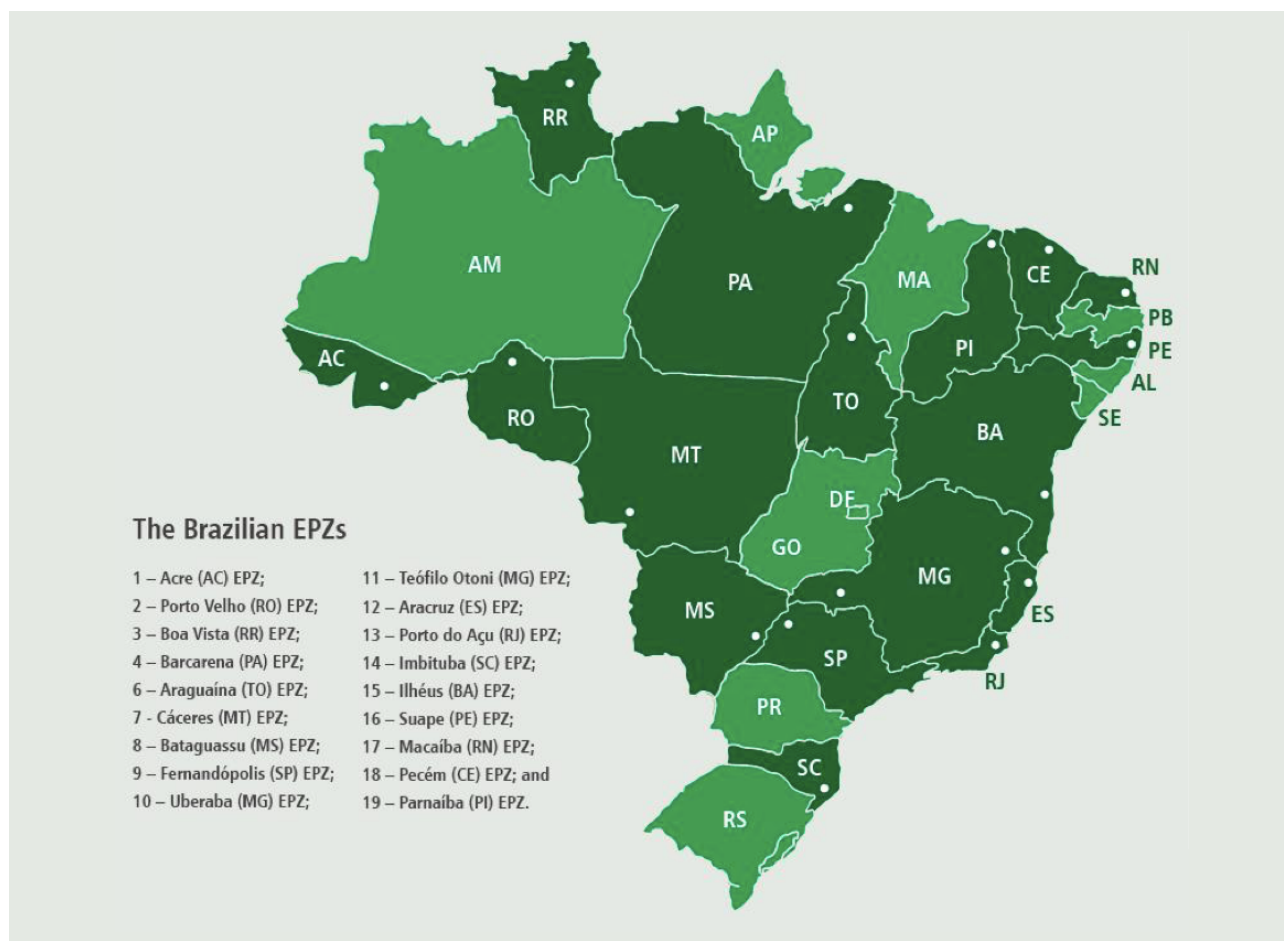 RR
AP
AM
PA
MA
CE
RN
PB
PI
PE
AC
AL
TO
RO
SE
BA
MT
DF
The Brazilian EPZs
GO
1 – Acre (AC) EPZ;
2 – Porto Velho (RO) EPZ;
3 – Boa Vista (RR) EPZ;
4 – Barcarena (PA) EPZ;
6 – Araguaína (TO) EPZ;
7 - Cáceres (MT) EPZ;
8 – Bataguassu (MS) EPZ;
9 – Fernandópolis (SP) EPZ;
10 – Uberaba (MG) EPZ;
11 – Teófilo Otoni (MG) EPZ;
12 – Aracruz (ES) EPZ;
13 – Porto do Açu (RJ) EPZ;
14 – Imbituba (SC) EPZ;
15 – Ilhéus (BA) EPZ;
16 – Suape (PE) EPZ;
17 – Macaíba (RN) EPZ;
18 – Pecém (CE) EPZ; and
19 – Parnaíba (PI) EPZ.
MG
MS
ES
SP
RJ
PR
SC
RS